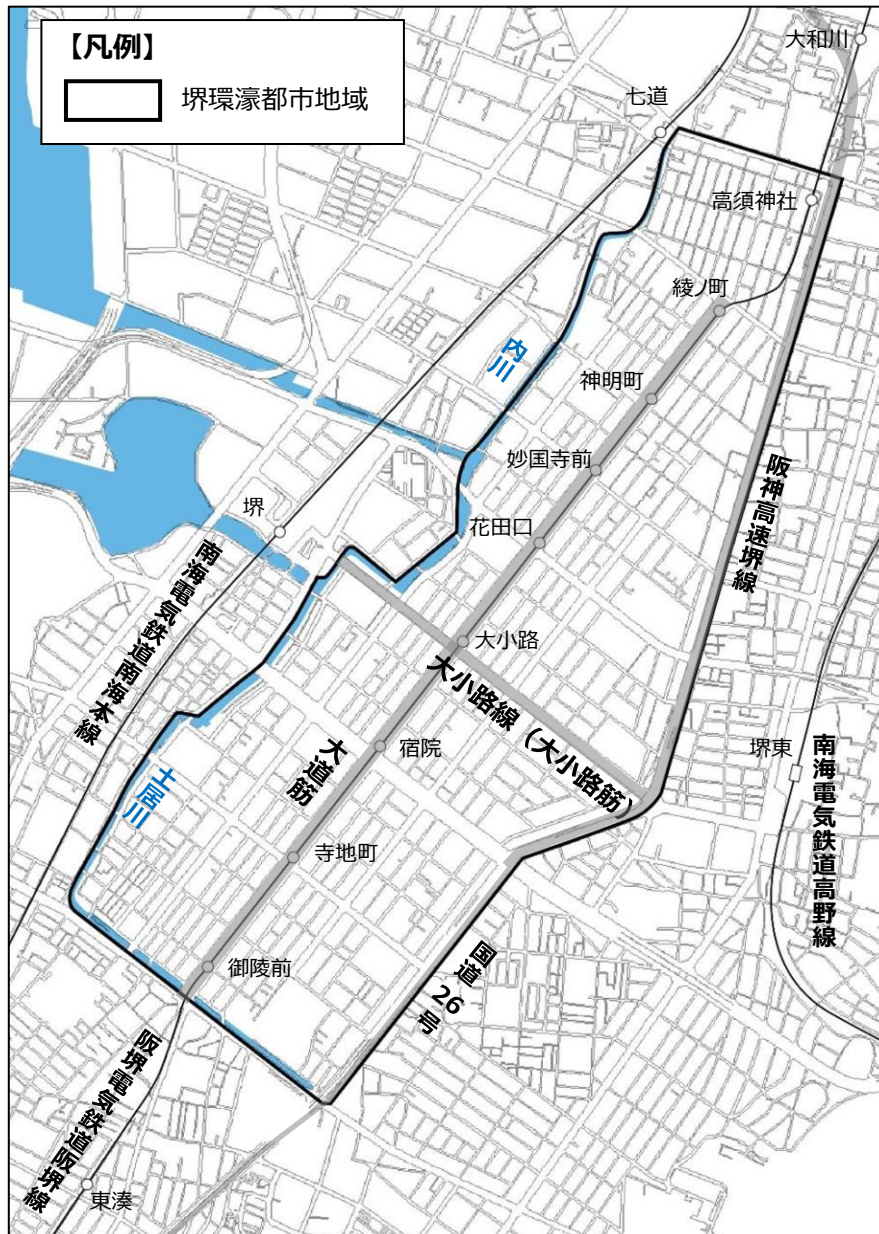 【凡例】
堺環濠都市地域
大和川
七道
高須神社
綾ノ町
内川
神明町
妙国寺前
阪神高速堺線
花田口
堺
南海電気鉄道南海本線
大小路
大小路線（大小路筋）
大道筋
宿院
堺東
南海電気鉄道高野線
土居川
寺地町
国道26号
御陵前
阪堺電気鉄道阪堺線
東湊